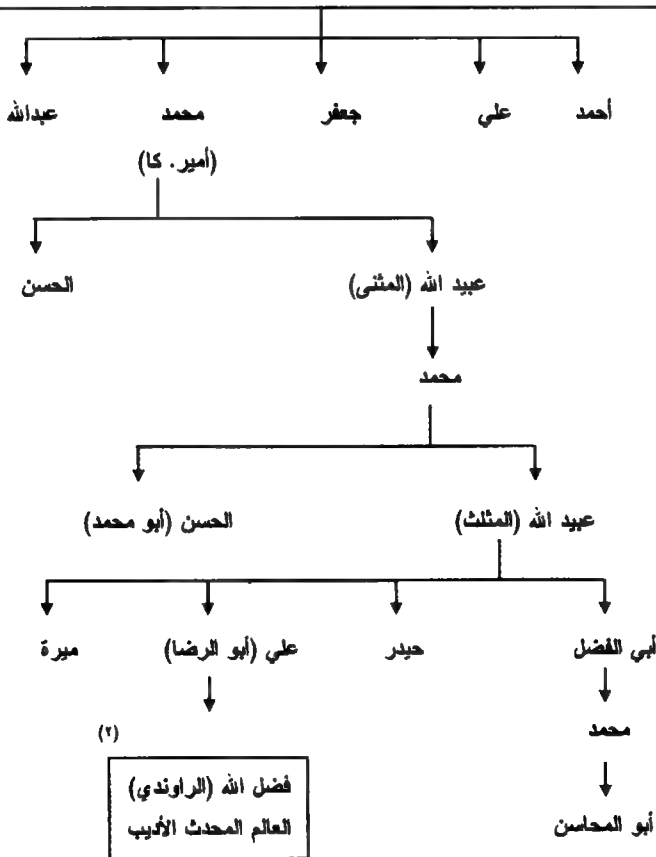 أحمد علي جعفر محمد عبدالله
(أمير. كا)
عبيد الله (المثنى) الحسن
محمد
عبيد الله (المثلث) الحسن (أبو محمد)
أبي الفضل حيدر علي (أبو الرضا) ميرة
محمد (٢)
فضل الله (الراوندي)
أبو المحاسن العالم المحدث الأديب